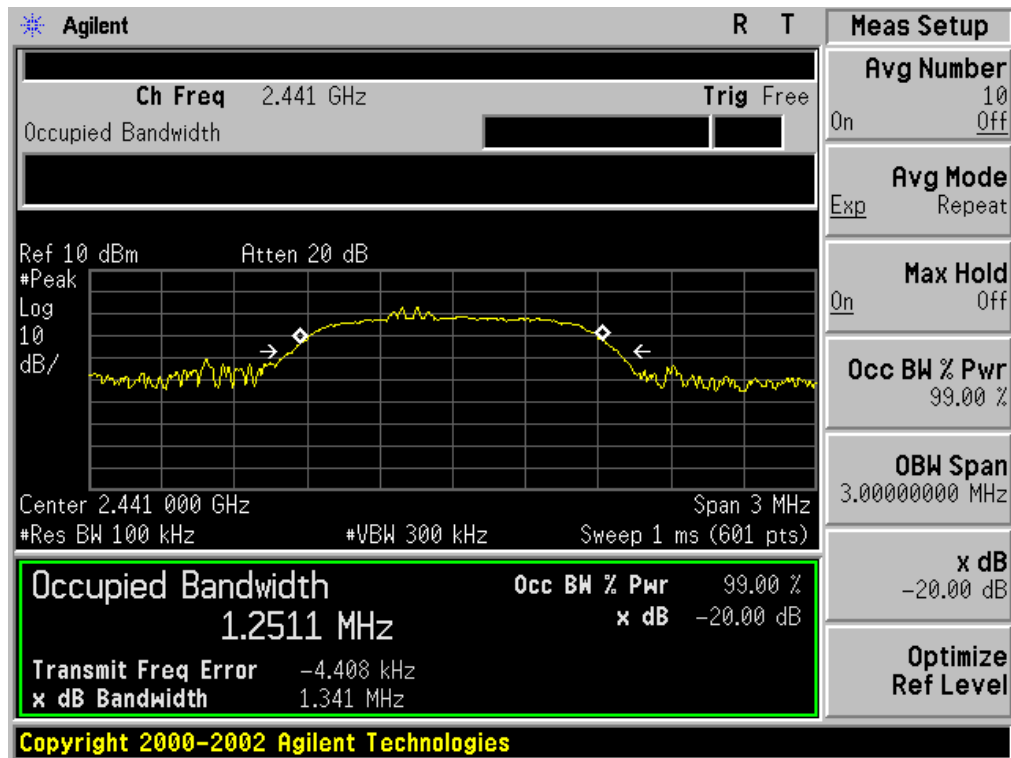 Agilent R T
Meas Setup
Ch Freq 2.441 GHz Trig Free
Occupied Bandwidth
Ref 10 dBm Atten 20 dB
#Peak
Log
10
dB/
Center 2.441 000 GHz Span 3 MHz
#Res BW 100 kHz #VBW 300 kHz Sweep 1 ms (601 pts)
Occupied Bandwidth
1.2511 MHz
Occ BW % Pwr 99.00 %
x dB -20.00 dB
Transmit Freq Error -4.408 kHz
x dB Bandwidth 1.341 MHz
Avg Number
10
On Off
Avg Mode
Exp Repeat
Max Hold
On Off
Occ BW % Pwr
99.00 %
OBW Span
3.00000000 MHz
x dB
-20.00 dB
Optimize
Ref Level
Copyright 2000-2002 Agilent Technologies